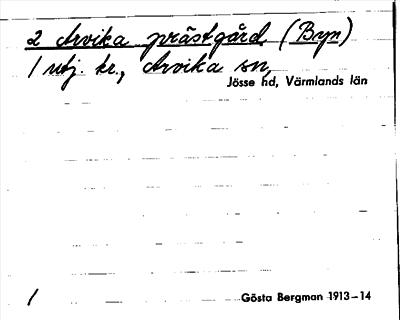 2 Arvika prästgård (Byn)
1 utj. kr., Arvika sn,
Jösse hd, Värmlands län
1
Gösta Bergman 1913–14